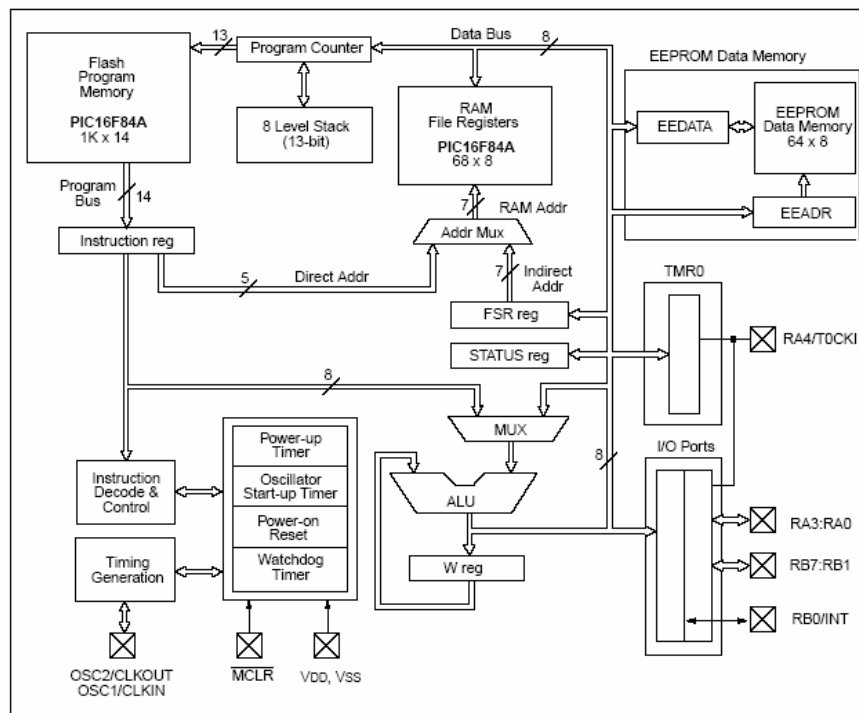 13
Program Counter
Data Bus
8
EEPROM Data Memory
Flash
Program
Memory
PIC16F84A
1K x 14
8 Level Stack
(13-bit)
RAM
File Registers
PIC16F84A
68 x 8
EEDATA
EEPROM
Data Memory
64 x 8
EEADR
Program
Bus
14
7
RAM Addr
Instruction reg
Addr Mux
5
Direct Addr
7
Indirect
Addr
FSR reg
STATUS reg
TMR0
RA4/T0CKI
8
MUX
8
I/O Ports
Power-up
Timer
Oscillator
Start-up Timer
Power-on
Reset
Watchdog
Timer
Instruction
Decode &
Control
Timing
Generation
ALU
W reg
RA3:RA0
RB7:RB1
RB0/INT
OSC2/CLKOUT
OSC1/CLKIN
MCLR
VDD, VSS